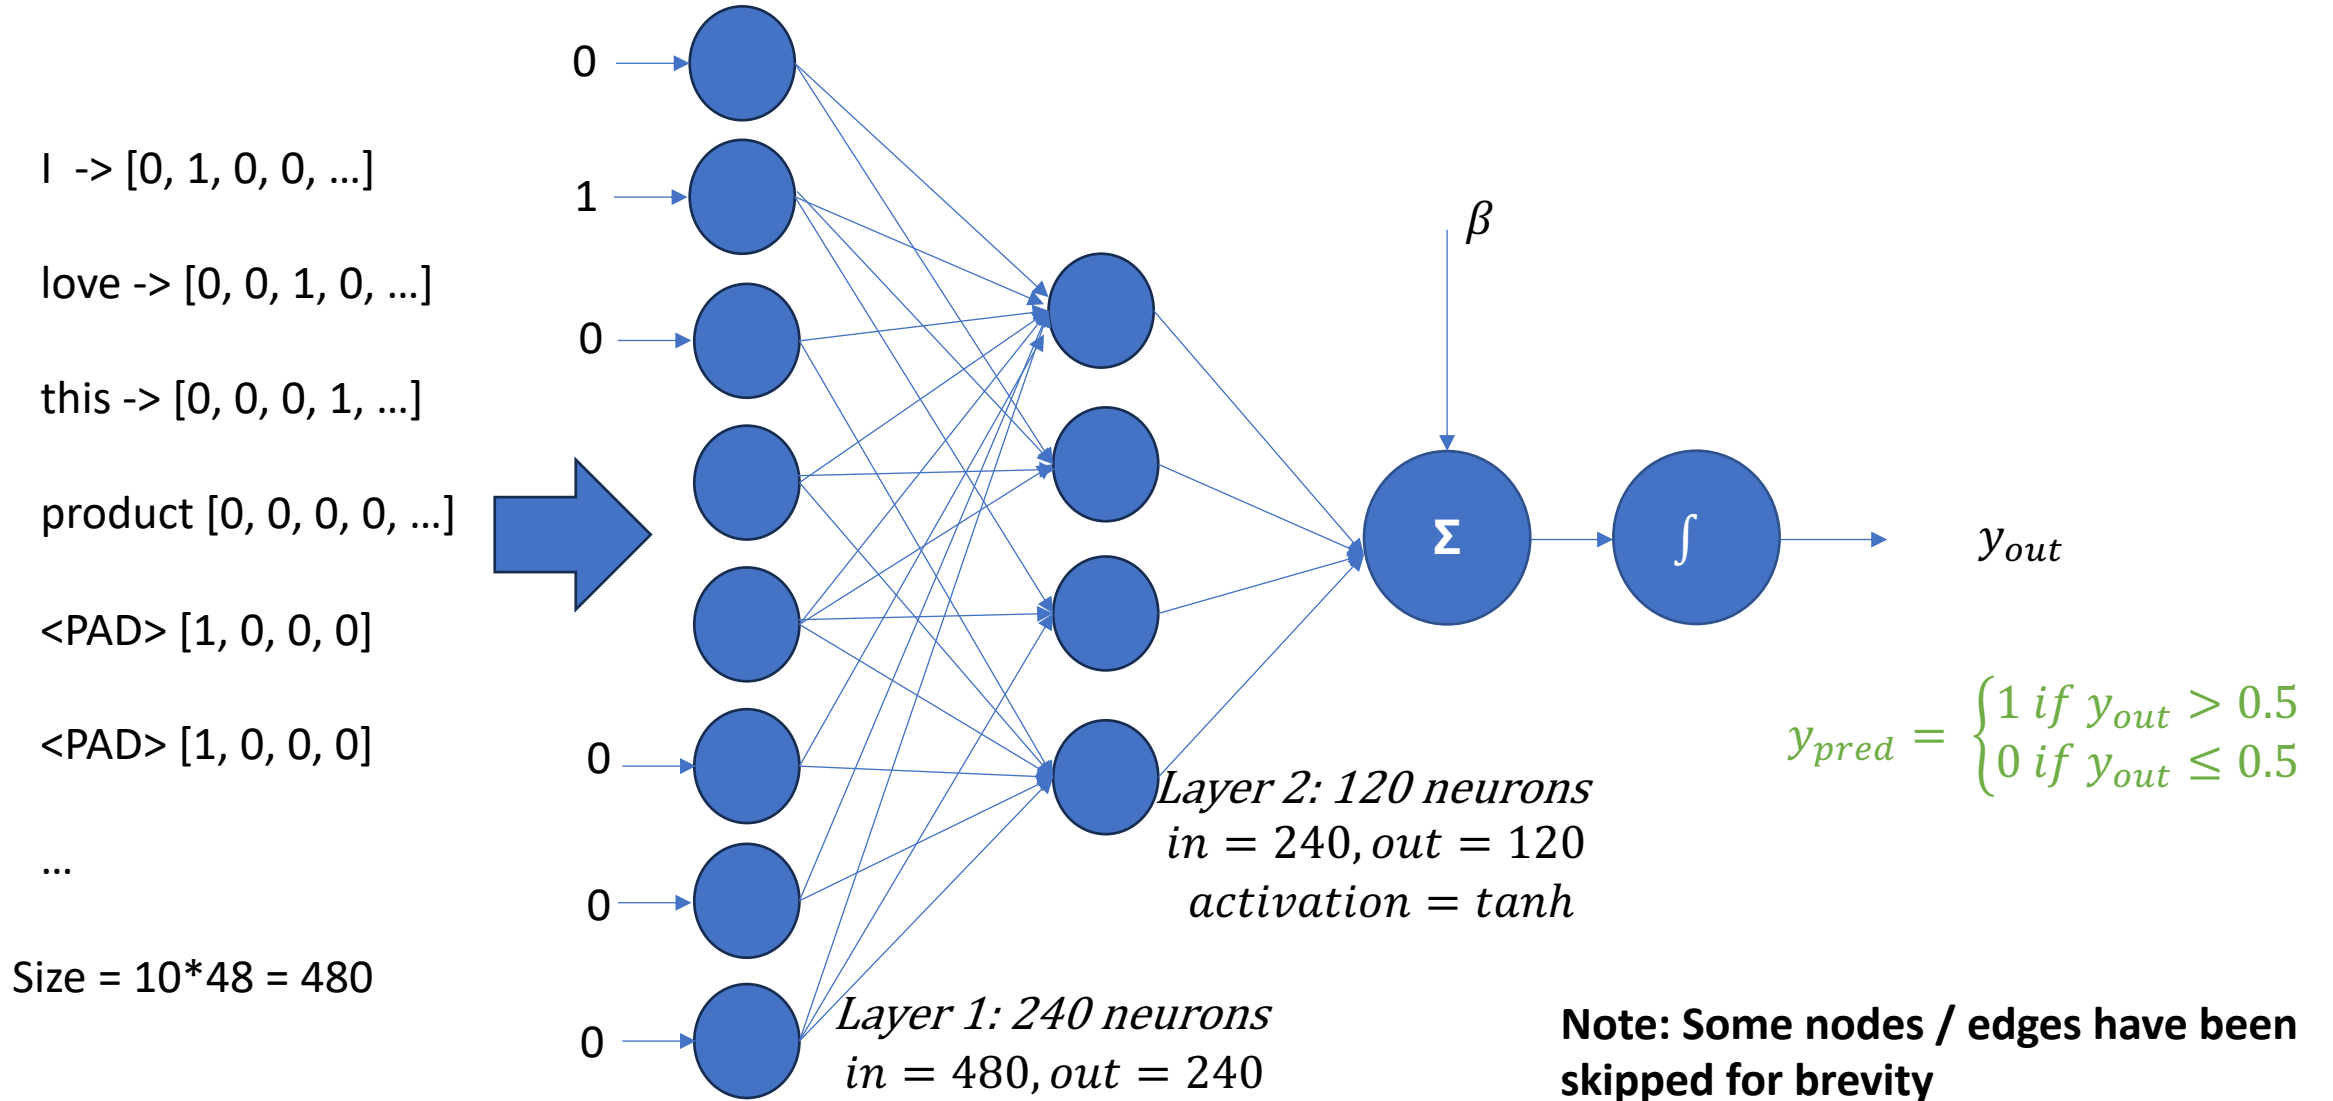 I -> [0, 1, 0, 0, …]
love -> [0, 0, 1, 0, …]
this -> [0, 0, 0, 1, …]
product [0, 0, 0, 0, …]
<PAD> [1, 0, 0, 0]
<PAD> [1, 0, 0, 0]
…
Size = 10*48 = 480
0
1
0
0
0
0
Layer 1: 240 neurons
in = 480, out = 240
Layer 2: 120 neurons
in = 240, out = 120
activation = tanh
β
Σ
∫
y_out
y_pred = {1 if y_out > 0.5
0 if y_out ≤ 0.5
Note: Some nodes / edges have been
skipped for brevity